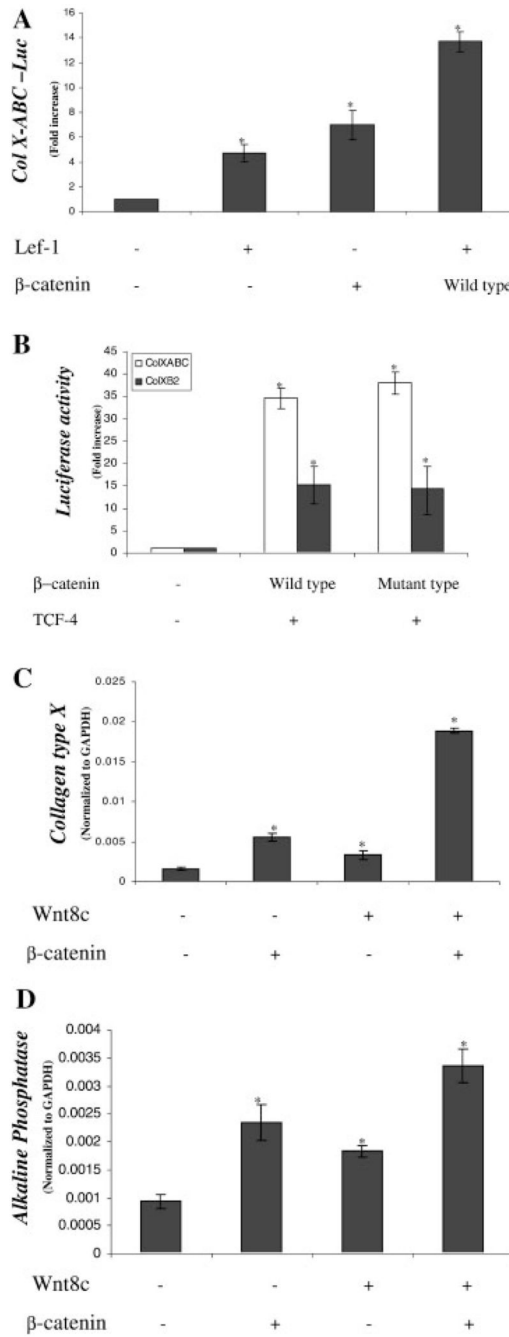 A
Col X-ABC –Luc
(Fold increase)
16
14
12
10
8
6
4
2
0
*
*
*
Lef-1 - + - +
β-catenin - - + Wild type
B
Luciferase activity
(Fold increase)
45
40
35
30
25
20
15
10
5
0
ColXABC
ColXB2
*
*
*
*
β–catenin - Wild type Mutant type
TCF-4 - + +
C
Collagen type X
(Normalized to GAPDH)
0.025
0.02
0.015
0.01
0.005
0
*
*
*
Wnt8c - - + +
β-catenin - + - +
D
Alkaline Phosphatase
(Normalized to GAPDH)
0.004
0.0035
0.003
0.0025
0.002
0.0015
0.001
0.0005
0
*
*
*
Wnt8c - - + +
β-catenin - + - +